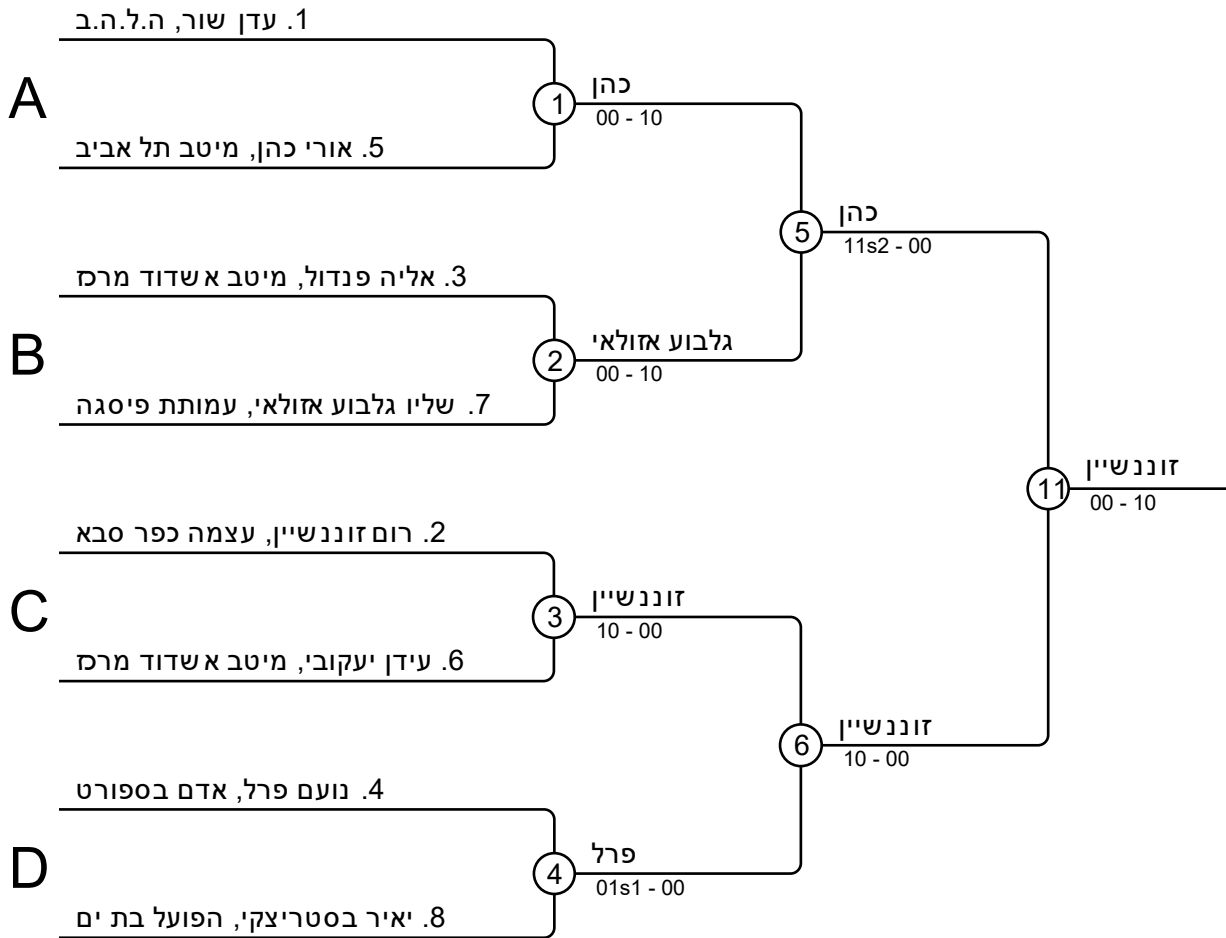 1. עדן שור, ה.ל.ה.ב
A
1
כהן
00 - 10
5. אורי כהן, מיטב תל אביב
5
כהן
11s2 - 00
3. אליה פנדול, מיטב אשדוד מרכז
B
2
גלבוע אזולאי
00 - 10
7. שליו גלבוע אזולאי, עמותת פיסגה
11
זוננשיין
00 - 10
2. רום זוננשיין, עצמה כפר סבא
C
3
זוננשיין
10 - 00
6. עידן יעקובי, מיטב אשדוד מרכז
6
זוננשיין
10 - 00
4. נועם פרל, אדם בספורט
D
4
פרל
01s1 - 00
8. יאיר בסטריצקי, הפועל בת ים